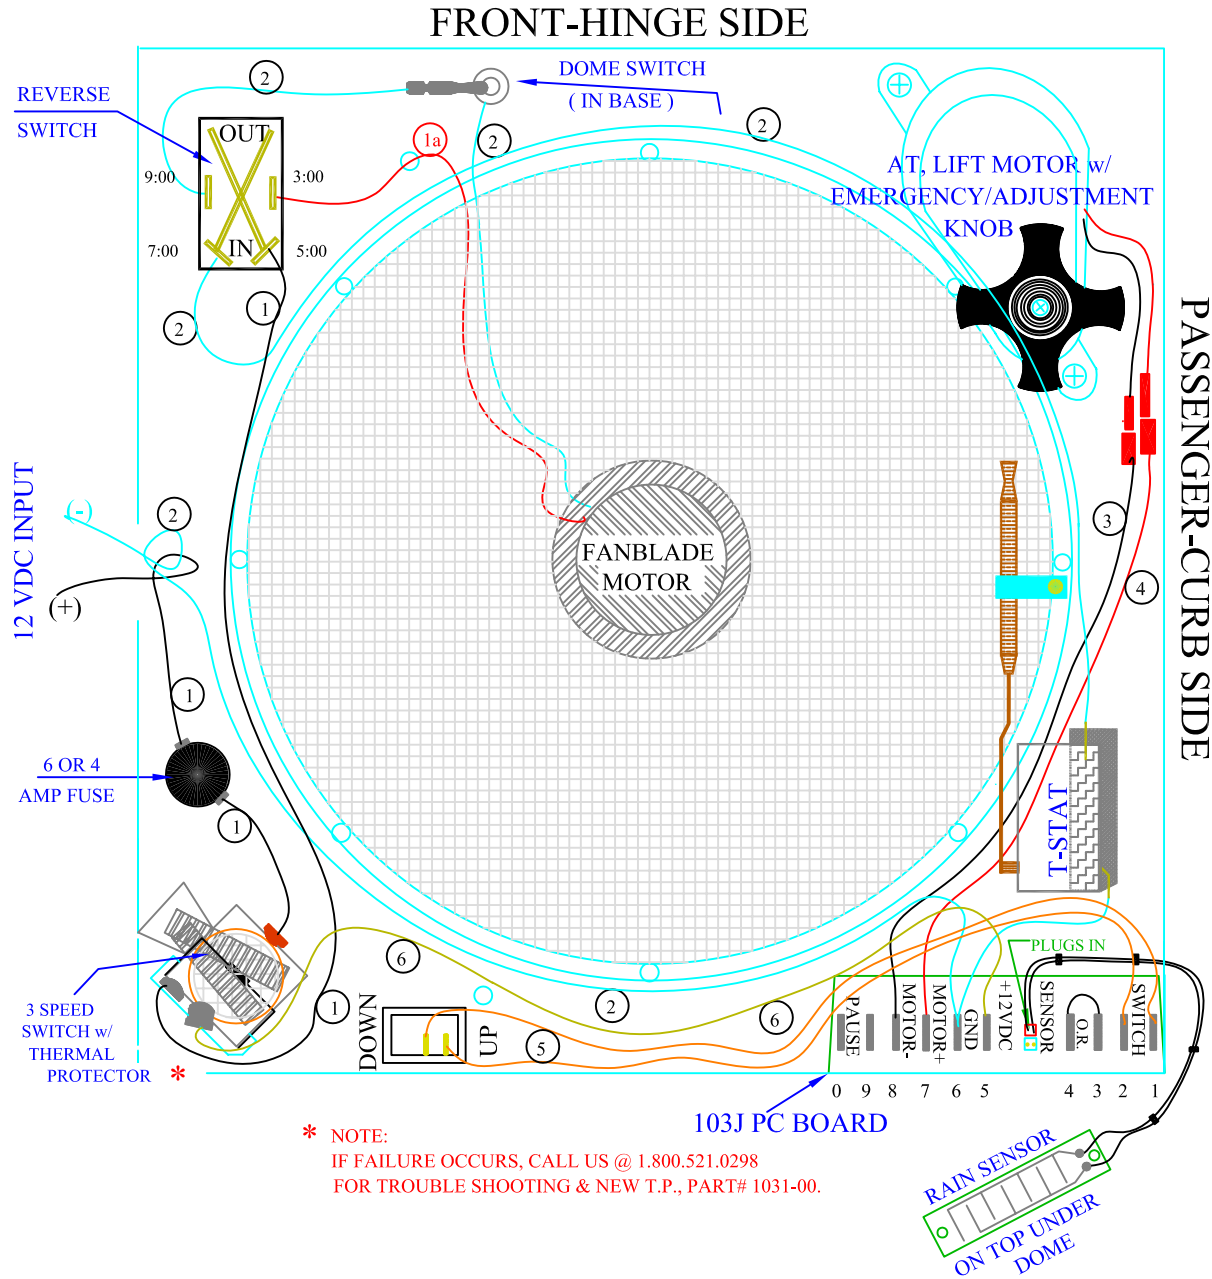 FRONT-HINGE SIDE
REVERSE
SWITCH
2
OUT
9:00
3:00
IN
7:00
5:00
DOME SWITCH
( IN BASE )
1a
2
2
AT, LIFT MOTOR w/
EMERGENCY/ADJUSTMENT
KNOB
PASSENGER-CURB SIDE
1
2
12 VDC INPUT
(-)
2
(+)
FANBLADE
MOTOR
3
4
1
6 OR 4
AMP FUSE
1
T-STAT
3 SPEED
SWITCH w/
THERMAL
PROTECTOR *
6
1
DOWN
UP
5
2
6
PLUGS IN
PAUSE
MOTOR-
MOTOR+
GND
+12VDC
SENSOR
O.R.
SWITCH
0 9 8 7 6 5 4 3 2 1
103J PC BOARD
RAIN SENSOR
ON TOP UNDER
DOME
* NOTE:
IF FAILURE OCCURS, CALL US @ 1.800.521.0298
FOR TROUBLE SHOOTING & NEW T.P., PART# 1031-00.